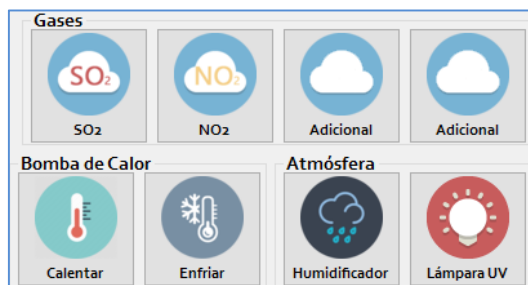 Gases
SO₂ NO₂
SO2 NO2 Adicional Adicional
Bomba de Calor Atmósfera
Calentar Enfriar Humidificador Lámpara UV